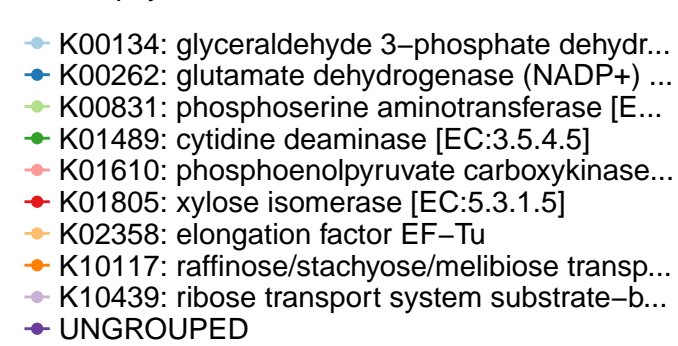 K00134: glyceraldehyde 3−phosphate dehydr...
K00262: glutamate dehydrogenase (NADP+) ...
K00831: phosphoserine aminotransferase [E...
K01489: cytidine deaminase [EC:3.5.4.5]
K01610: phosphoenolpyruvate carboxykinase...
K01805: xylose isomerase [EC:5.3.1.5]
K02358: elongation factor EF−Tu
K10117: raffinose/stachyose/melibiose transp...
K10439: ribose transport system substrate−b...
UNGROUPED